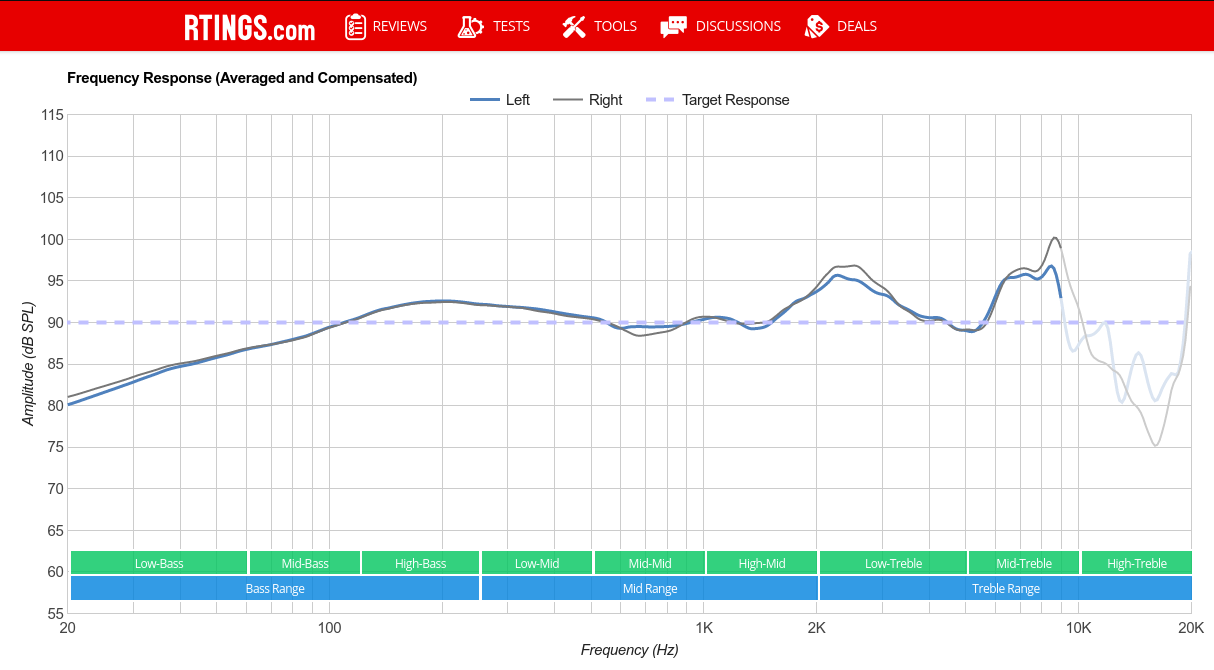 RTINGS.com REVIEWS TESTS TOOLS DISCUSSIONS DEALS
Frequency Response (Averaged and Compensated)
Left Right Target Response
115
110
105
100
95
90
85
80
75
70
65
60
55
Amplitude (dB SPL)
Low-Bass Mid-Bass High-Bass Low-Mid Mid-Mid High-Mid Low-Treble Mid-Treble High-Treble
Bass Range Mid Range Treble Range
20 100 1K 2K 10K 20K
Frequency (Hz)